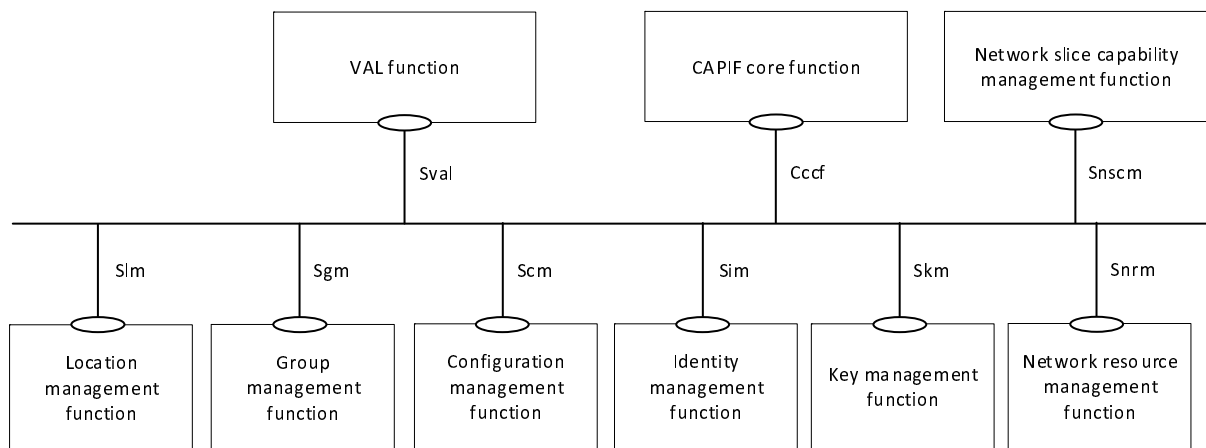 VAL function
CAPIF core function
Network slice capability
management function
Sval
Cccf
Snscm
Slm
Sgm
Scm
Sim
Skm
Snrm
Location
management
function
Group
management
function
Configuration
management
function
Identity
management
function
Key management
function
Network resource
management
function